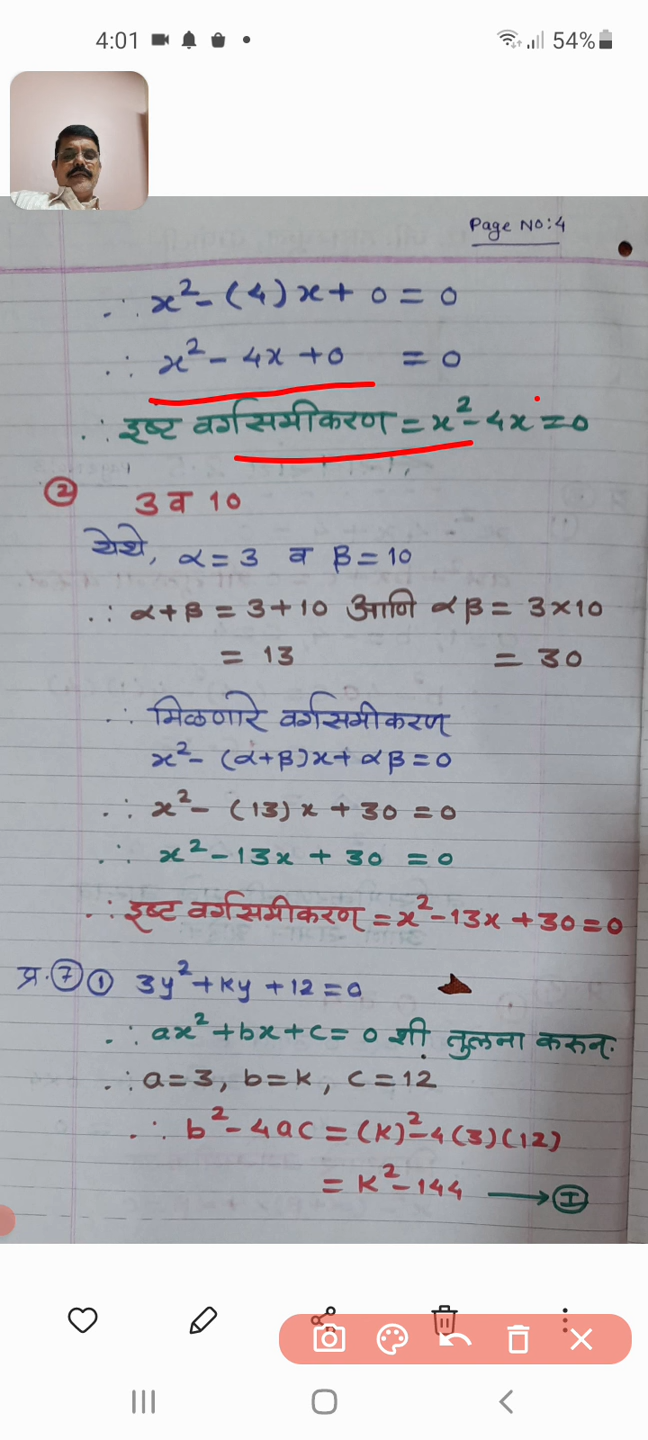 4:01
54%
Page No:4
∴ x² - (4) x + 0 = 0
∴ x² - 4x + 0 = 0
∴ इष्ट वर्गसमीकरण = x² - 4x = 0
② 3 व 10
येथे, α = 3 व β = 10
∴ α + β = 3 + 10 आणि α β = 3 × 10
= 13 = 30
∴ मिळणारे वर्गसमीकरण
x² - (α + β) x + α β = 0
∴ x² - (13) x + 30 = 0
∴ x² - 13x + 30 = 0
∴ इष्ट वर्गसमीकरण = x² - 13x + 30 = 0
प्र. ⑦ ① 3y² + ky + 12 = 0
∴ ax² + bx + c = 0 शी तुलना करुन.
∴ a = 3, b = k, c = 12
∴ b² - 4ac = (k)² - 4 (3) (12)
= k² - 144 → Ⓘ